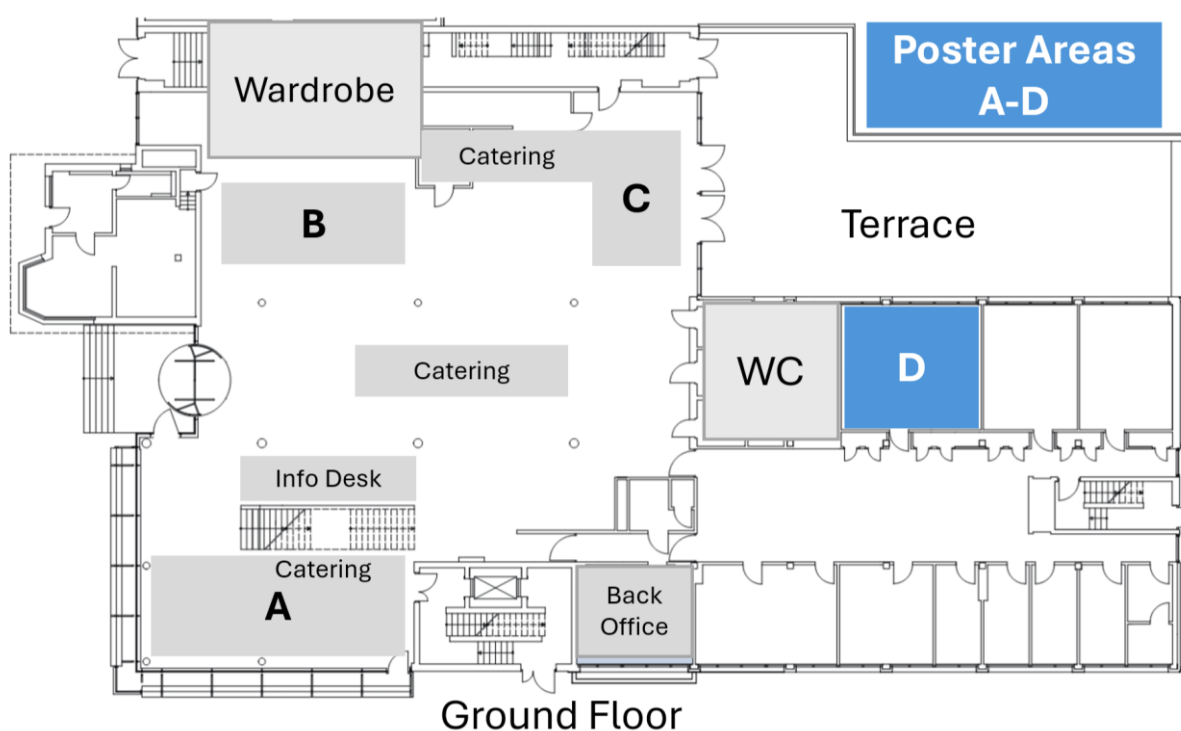 Poster Areas
A-D
Wardrobe
Catering
C
B
Terrace
WC
D
Catering
Info Desk
Catering
A
Back
Office
Ground Floor